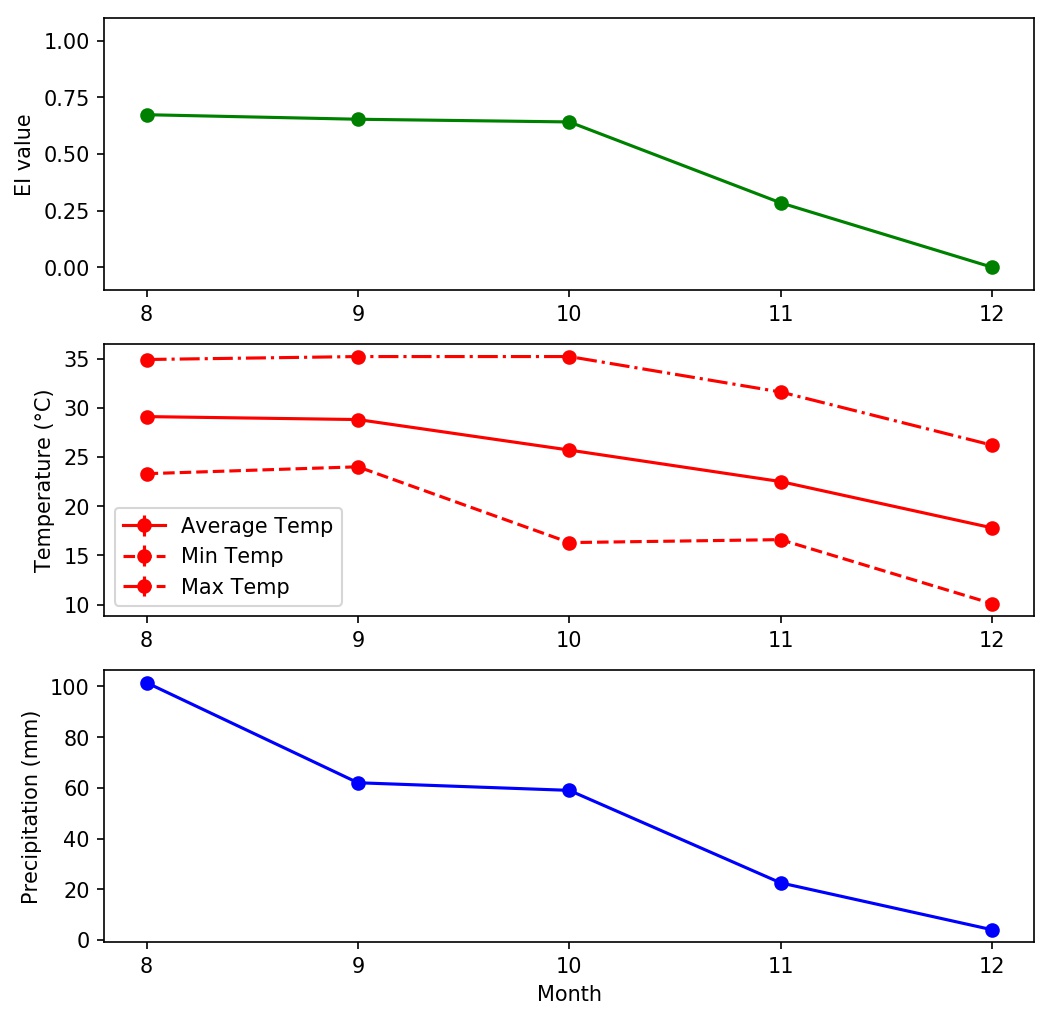 EI value
1.00
0.75
0.50
0.25
0.00
8 9 10 11 12
Temperature (°C)
35
30
25
20
15
10
Average Temp
Min Temp
Max Temp
8 9 10 11 12
Precipitation (mm)
100
80
60
40
20
0
8 9 10 11 12
Month